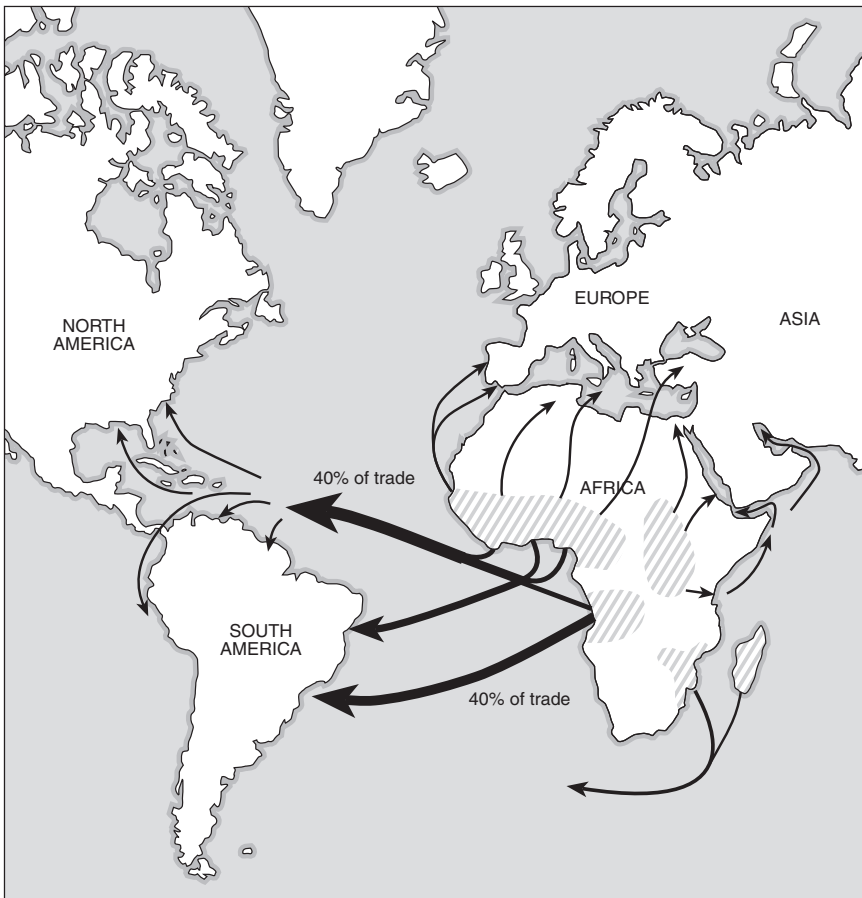 EUROPE
ASIA
NORTH
AMERICA
40% of trade
AFRICA
SOUTH
AMERICA
40% of trade